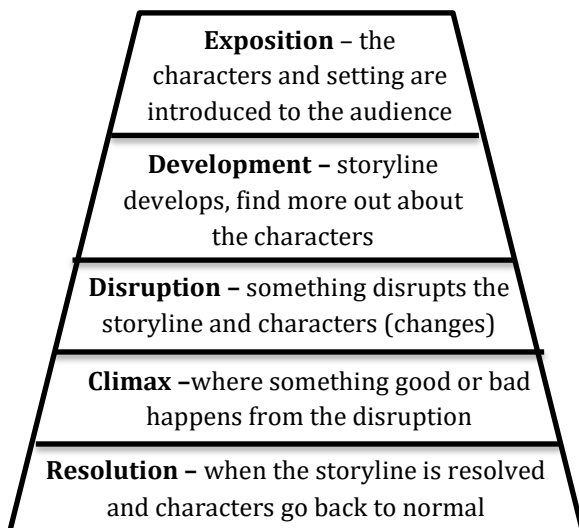 Exposition – the
characters and setting are
introduced to the audience
Development – storyline
develops, find more out about
the characters
Disruption – something disrupts the
storyline and characters (changes)
Climax –where something good or bad
happens from the disruption
Resolution – when the storyline is resolved
and characters go back to normal